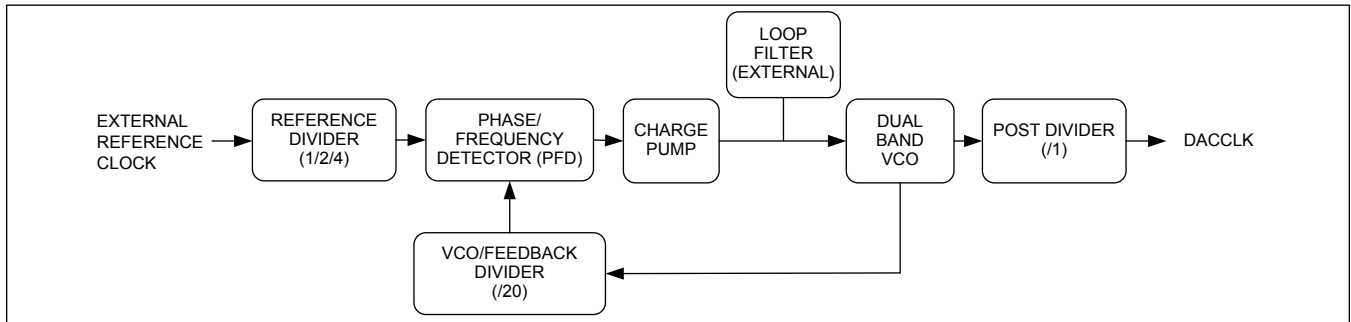 LOOP
FILTER
(EXTERNAL)
EXTERNAL
REFERENCE
CLOCK
REFERENCE
DIVIDER
(1/2/4)
PHASE/
FREQUENCY
DETECTOR (PFD)
CHARGE
PUMP
DUAL
BAND
VCO
POST DIVIDER
(/1)
DACCLK
VCO/FEEDBACK
DIVIDER
(/20)